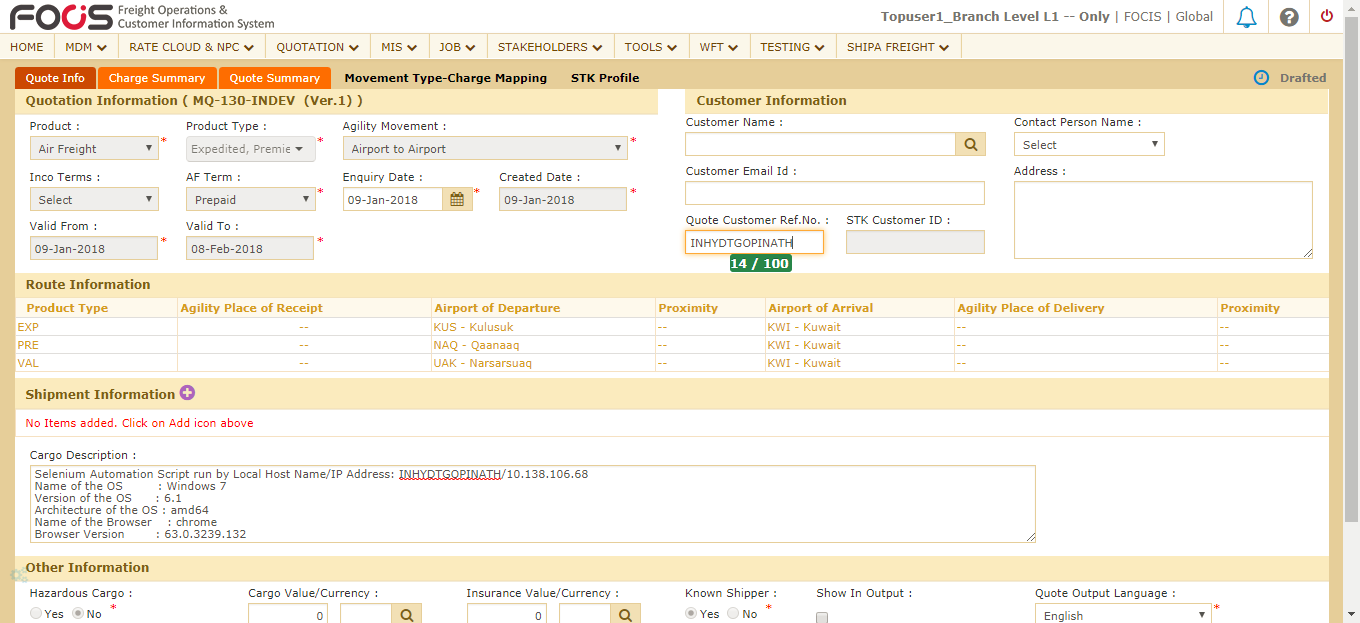 FOCIS Freight Operations &
Customer Information System
Topuser1_Branch Level L1 -- Only | FOCIS | Global
HOME MDM RATE CLOUD & NPC QUOTATION MIS JOB STAKEHOLDERS TOOLS WFT TESTING SHIPA FREIGHT
Quote Info Charge Summary Quote Summary Movement Type-Charge Mapping STK Profile Drafted
Quotation Information ( MQ-130-INDEV (Ver.1) ) Customer Information
Product : Product Type : Agility Movement : Customer Name : Contact Person Name :
Air Freight * Expedited, Premie * Airport to Airport * Select
Inco Terms : AF Term : Enquiry Date : Created Date : Customer Email Id : Address :
Select Prepaid * 09-Jan-2018 * 09-Jan-2018 *
Valid From : Valid To : Quote Customer Ref.No. : STK Customer ID :
09-Jan-2018 * 08-Feb-2018 * INHYDTGOPINATH
14 / 100
Route Information
Product Type Agility Place of Receipt Airport of Departure Proximity Airport of Arrival Agility Place of Delivery Proximity
EXP -- KUS - Kulusuk -- KWI - Kuwait -- --
PRE -- NAQ - Qaanaaq -- KWI - Kuwait -- --
VAL -- UAK - Narsarsuaq -- KWI - Kuwait -- --
Shipment Information
No Items added. Click on Add icon above
Cargo Description :
Selenium Automation Script run by Local Host Name/IP Address: INHYDTGOPINATH/10.138.106.68
Name of the OS : Windows 7
Version of the OS : 6.1
Architecture of the OS : amd64
Name of the Browser : chrome
Browser Version : 63.0.3239.132
Other Information
Hazardous Cargo : Cargo Value/Currency : Insurance Value/Currency : Known Shipper : Show In Output : Quote Output Language :
Yes No * 0 0 Yes No * English *